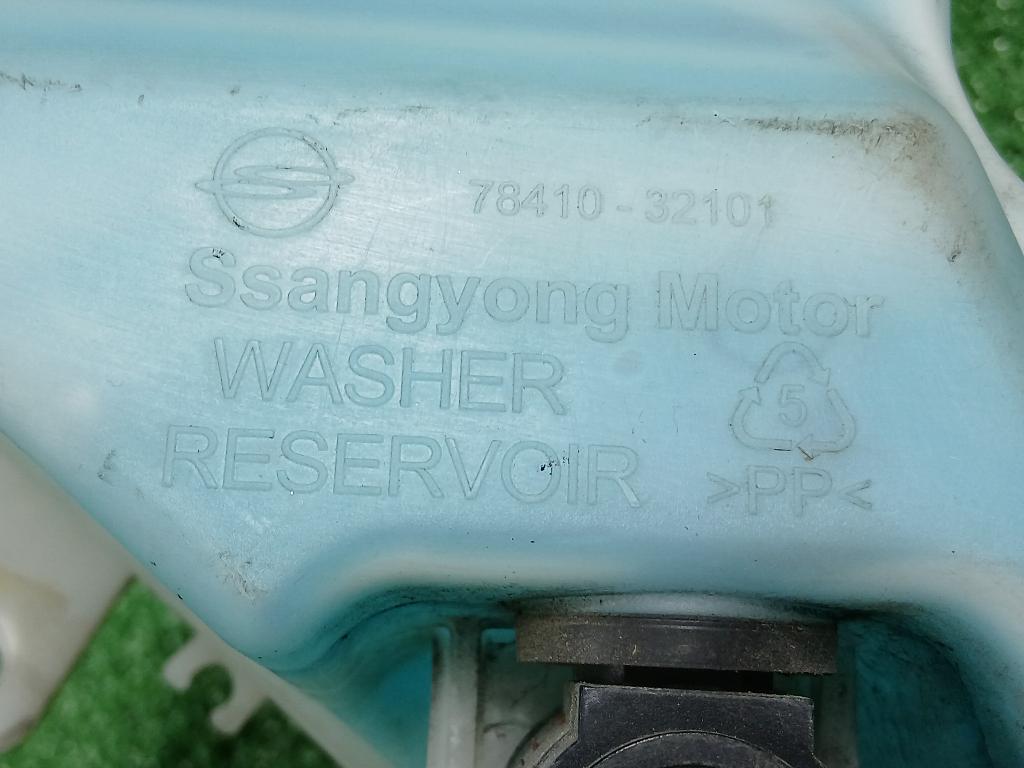 78410 - 32101
Ssangyong Motor
WASHER
RESERVOIR
5
>PP<